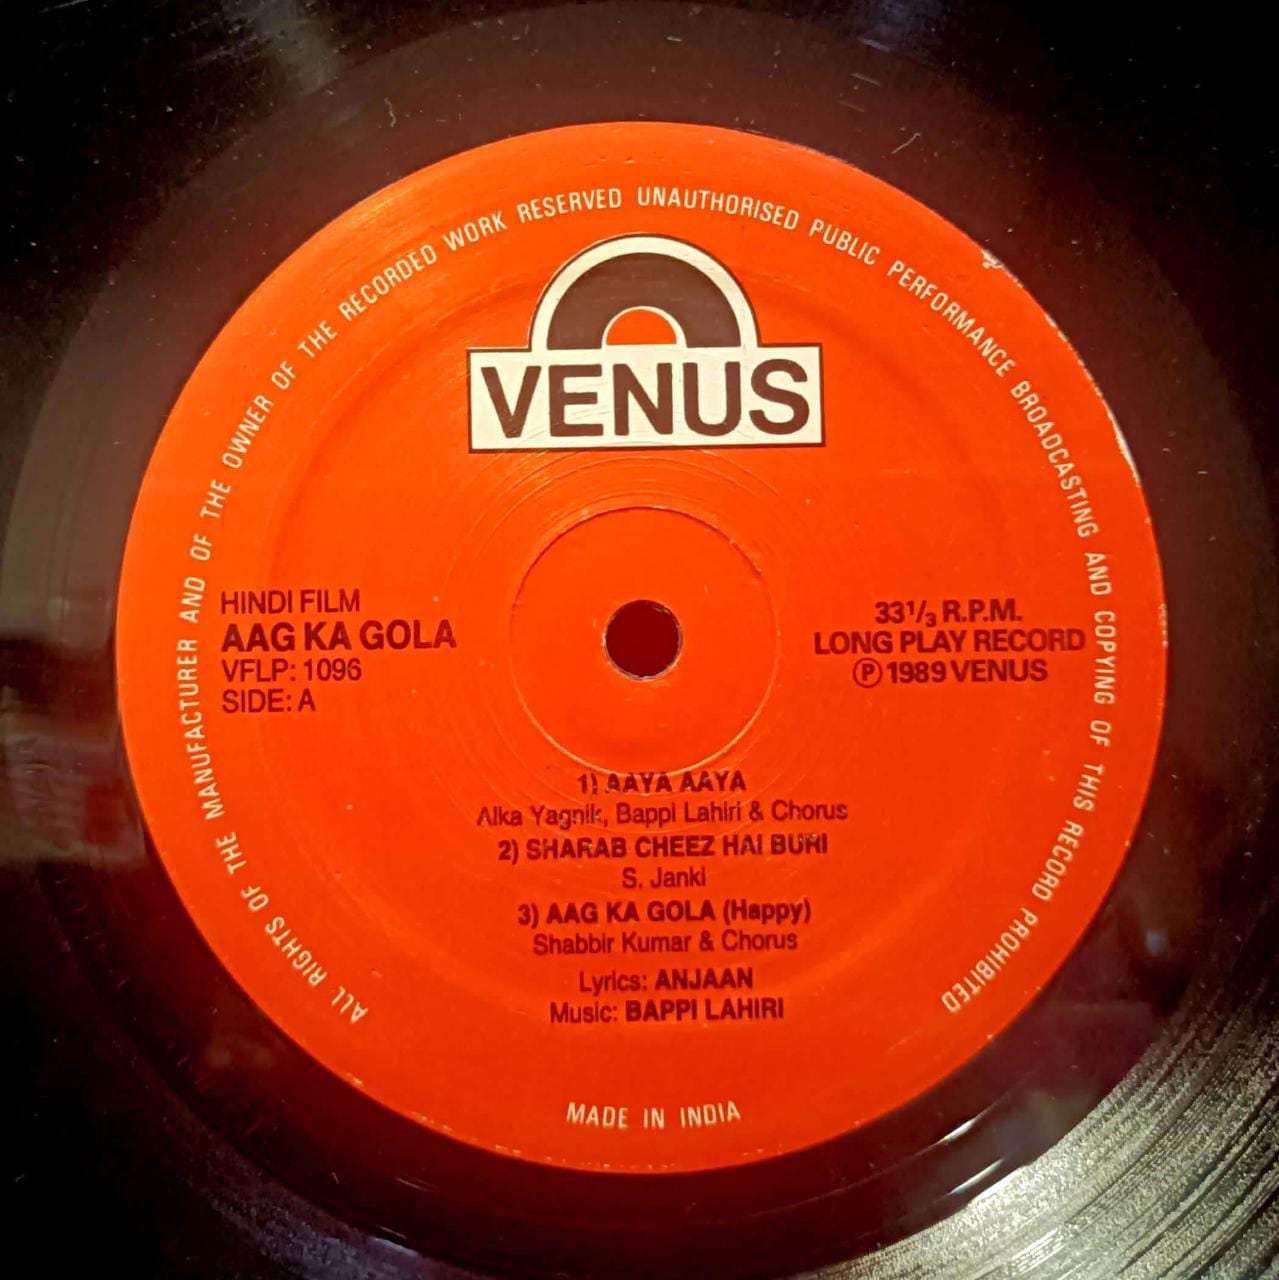 ALL RIGHTS OF THE MANUFACTURER AND OF THE OWNER OF THE RECORDED WORK RESERVED UNAUTHORISED PUBLIC PERFORMANCE BROADCASTING AND COPYING OF THIS RECORD PROHIBITED
VENUS
HINDI FILM
AAG KA GOLA
VFLP: 1096
SIDE: A
33⅓ R.P.M.
LONG PLAY RECORD
Ⓟ 1989 VENUS
1) AAYA AAYA
Alka Yagnik, Bappi Lahiri & Chorus
2) SHARAB CHEEZ HAI BURI
S. Janki
3) AAG KA GOLA (Happy)
Shabbir Kumar & Chorus
Lyrics: ANJAAN
Music: BAPPI LAHIRI
MADE IN INDIA